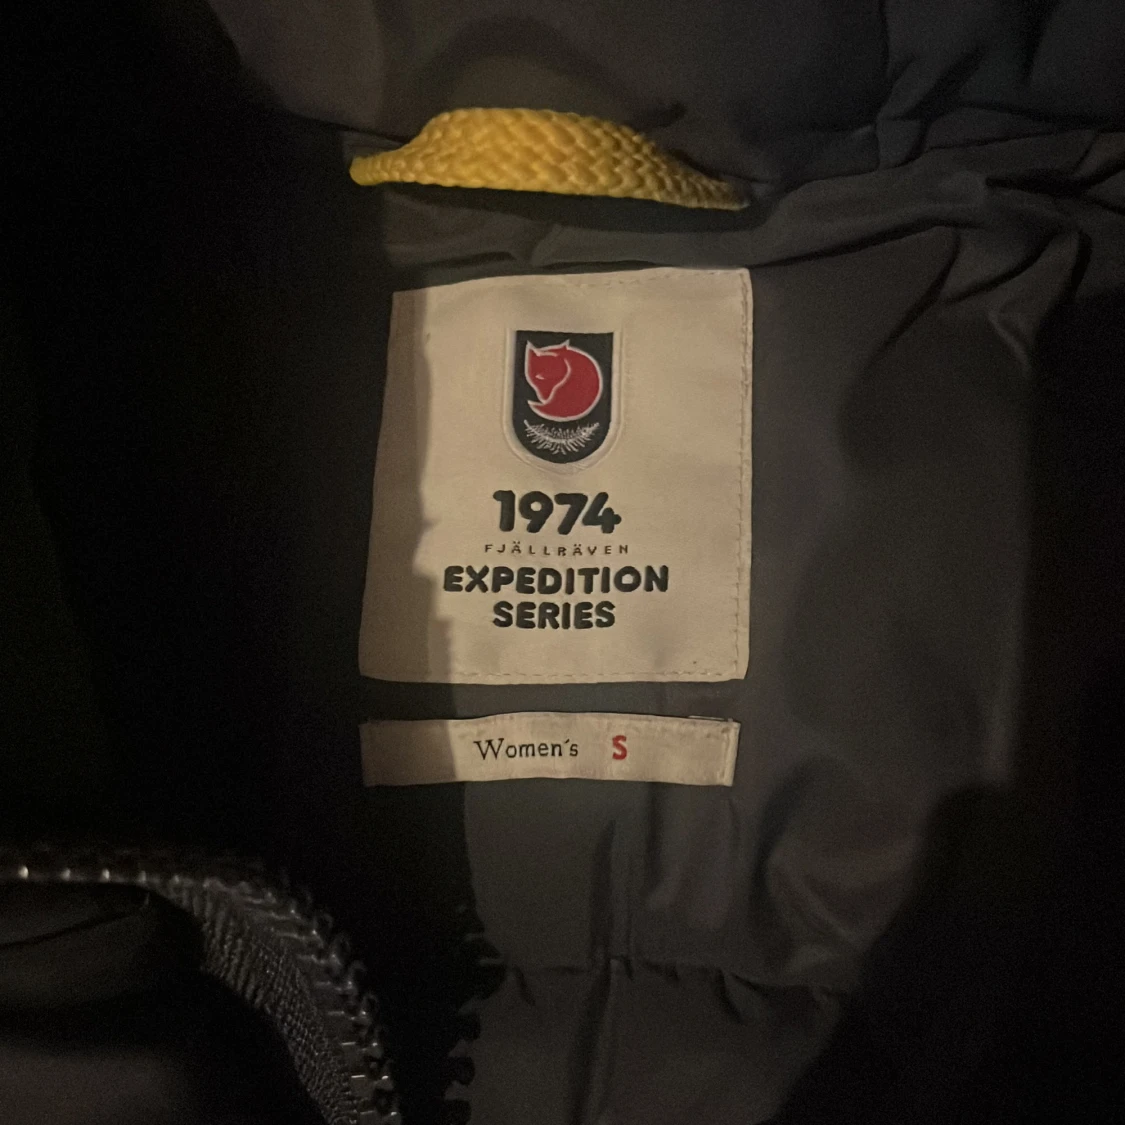 1974
FJÄLLRÄVEN
EXPEDITION
SERIES
Women´s S